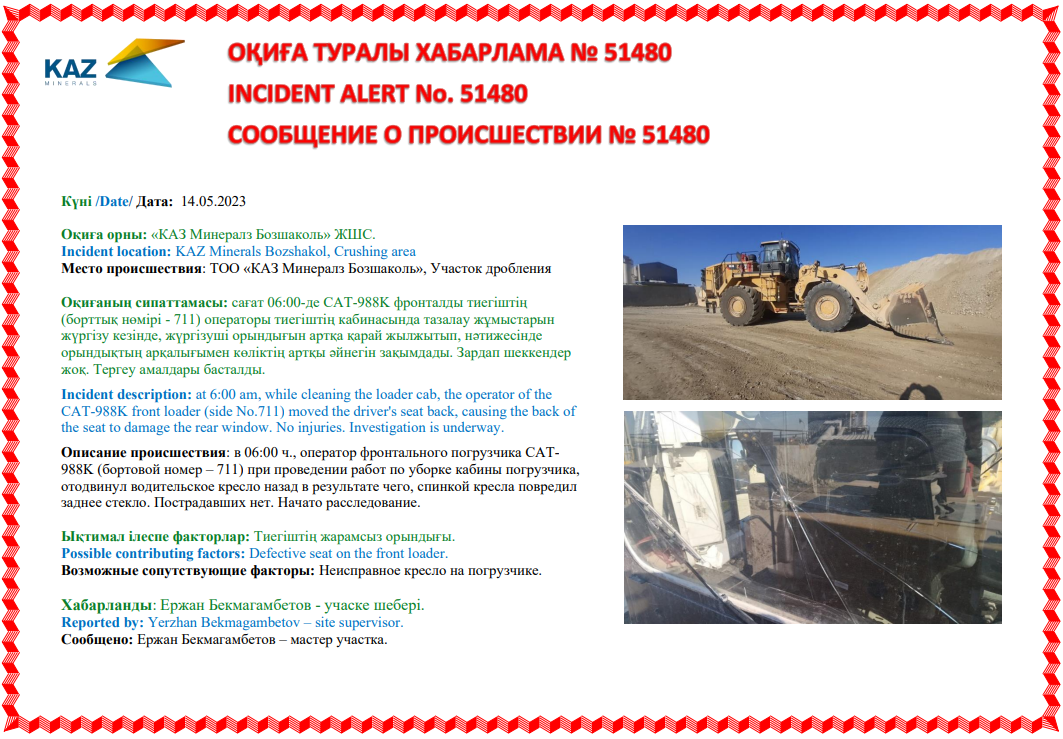 KAZ
MINERALS
ОҚИҒА ТУРАЛЫ ХАБАРЛАМА № 51480
INCIDENT ALERT No. 51480
СООБЩЕНИЕ О ПРОИСШЕСТВИИ № 51480
Күні /Date/ Дата: 14.05.2023
Оқиға орны: «КАЗ Минералз Бозшаколь» ЖШС.
Incident location: KAZ Minerals Bozshakol, Crushing area
Место происшествия: ТОО «КАЗ Минералз Бозшаколь», Участок дробления
Оқиғаның сипаттамасы: сағат 06:00-де CAT-988K фронталды тиегіштің
(борттық нөмірі - 711) операторы тиегіштің кабинасында тазалау жұмыстарын
жүргізу кезінде, жүргізуші орындығын артқа қарай жылжытып, нәтижесінде
орындықтың арқалығымен көліктің артқы әйнегін зақымдады. Зардап шеккендер
жоқ. Тергеу амалдары басталды.
Incident description: at 6:00 am, while cleaning the loader cab, the operator of the
CAT-988K front loader (side No.711) moved the driver's seat back, causing the back of
the seat to damage the rear window. No injuries. Investigation is underway.
Описание происшествия: в 06:00 ч., оператор фронтального погрузчика CAT-
988K (бортовой номер – 711) при проведении работ по уборке кабины погрузчика,
отодвинул водительское кресло назад в результате чего, спинкой кресла повредил
заднее стекло. Пострадавших нет. Начато расследование.
Ықтимал ілеспе факторлар: Тиегіштің жарамсыз орындығы.
Possible contributing factors: Defective seat on the front loader.
Возможные сопутствующие факторы: Неисправное кресло на погрузчике.
Хабарланды: Ержан Бекмагамбетов - учаске шебері.
Reported by: Yerzhan Bekmagambetov – site supervisor.
Сообщено: Ержан Бекмагамбетов – мастер участка.